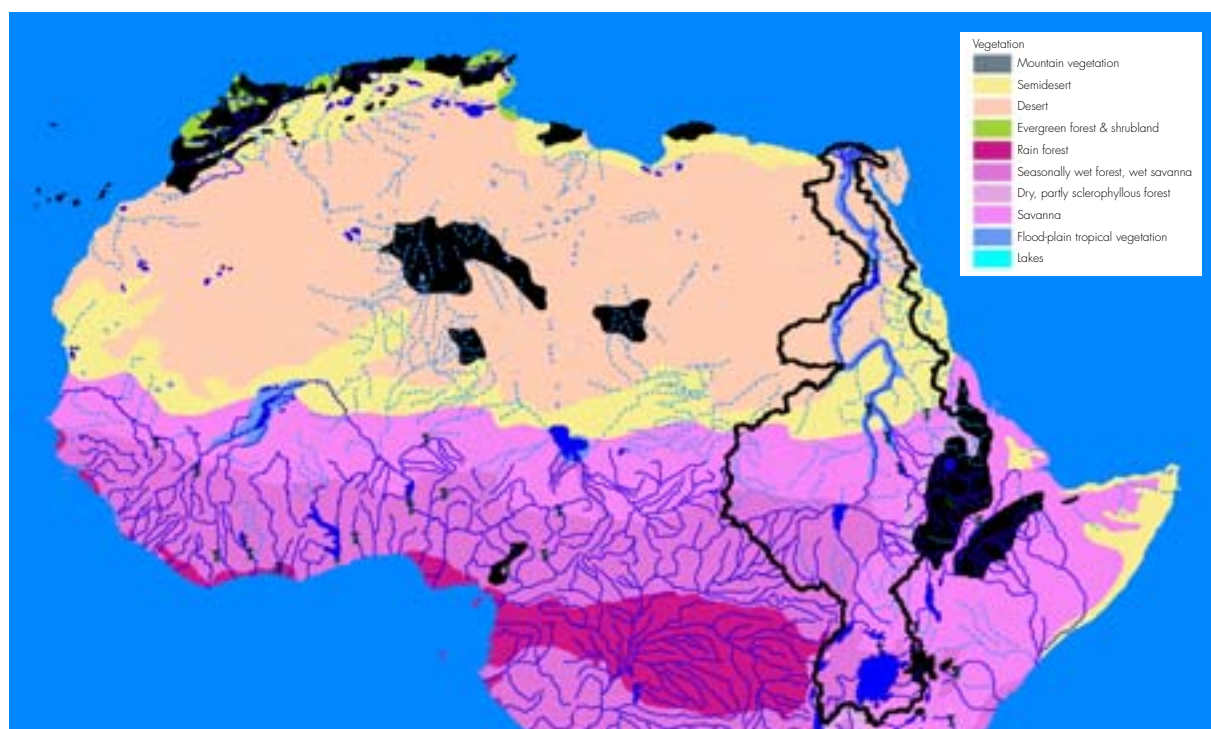 Vegetation
Mountain vegetation
Semidesert
Desert
Evergreen forest & shrubland
Rain forest
Seasonally wet forest, wet savanna
Dry, partly sclerophyllous forest
Savanna
Flood-plain tropical vegetation
Lakes